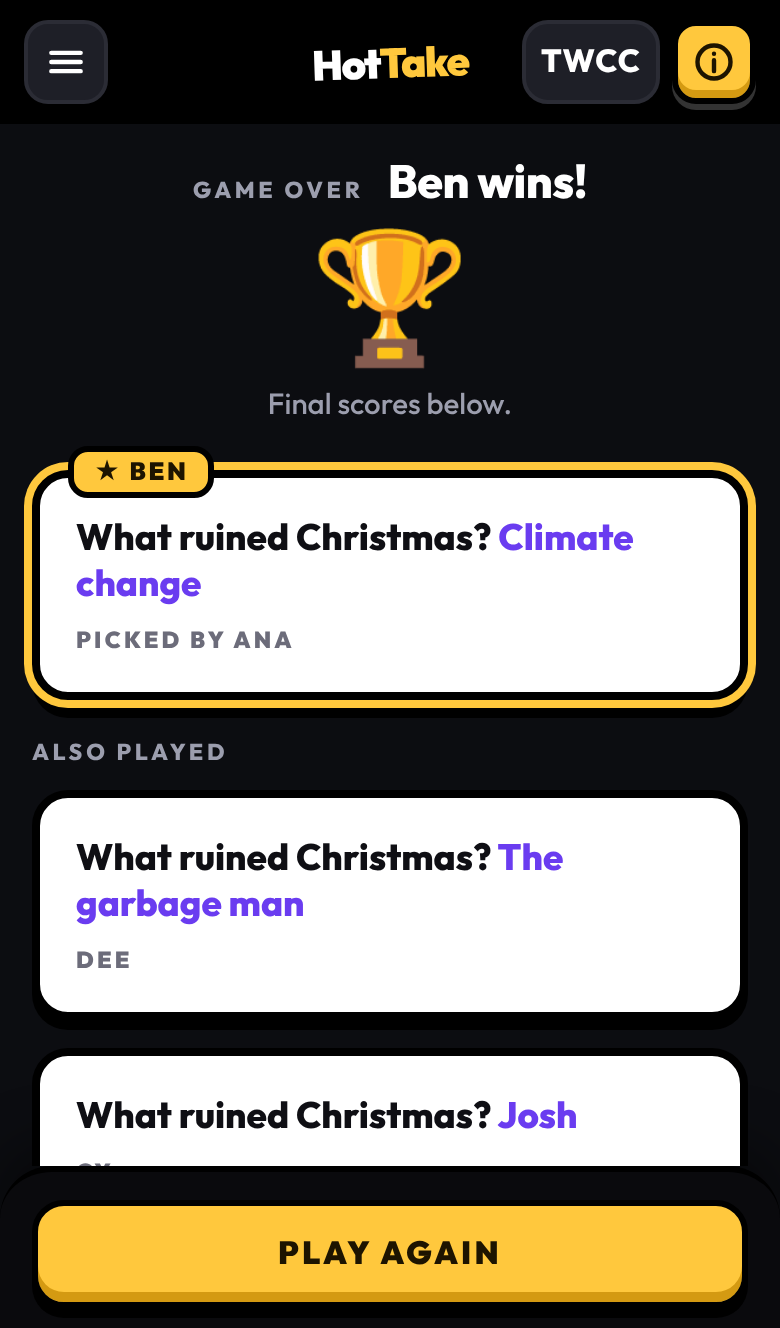 HotTake
TWCC
GAME OVER Ben wins!
Final scores below.
★ BEN
What ruined Christmas? Climate
change
PICKED BY ANA
ALSO PLAYED
What ruined Christmas? The
garbage man
DEE
What ruined Christmas? Josh
PLAY AGAIN